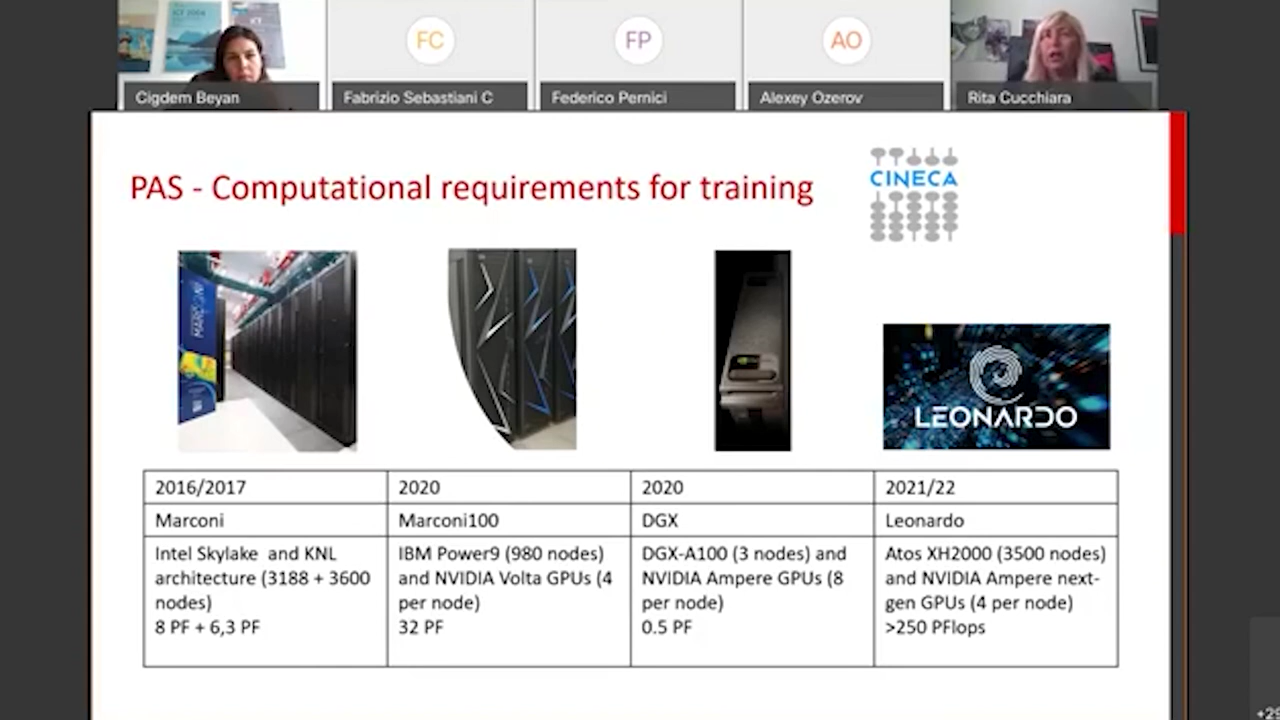 ICT 2008
ICT
FC
FP
AO
Cigdem Beyan
Fabrizio Sebastiani C
Federico Pernici
Alexey Ozerov
Rita Cucchiara
PAS - Computational requirements for training
CINECA
MARCONI
LEONARDO
2016/2017
2020
2020
2021/22
Marconi
Marconi100
DGX
Leonardo
Intel Skylake and KNL
architecture (3188 + 3600
nodes)
8 PF + 6,3 PF
IBM Power9 (980 nodes)
and NVIDIA Volta GPUs (4
per node)
32 PF
DGX-A100 (3 nodes) and
NVIDIA Ampere GPUs (8
per node)
0.5 PF
Atos XH2000 (3500 nodes)
and NVIDIA Ampere next-
gen GPUs (4 per node)
>250 PFlops